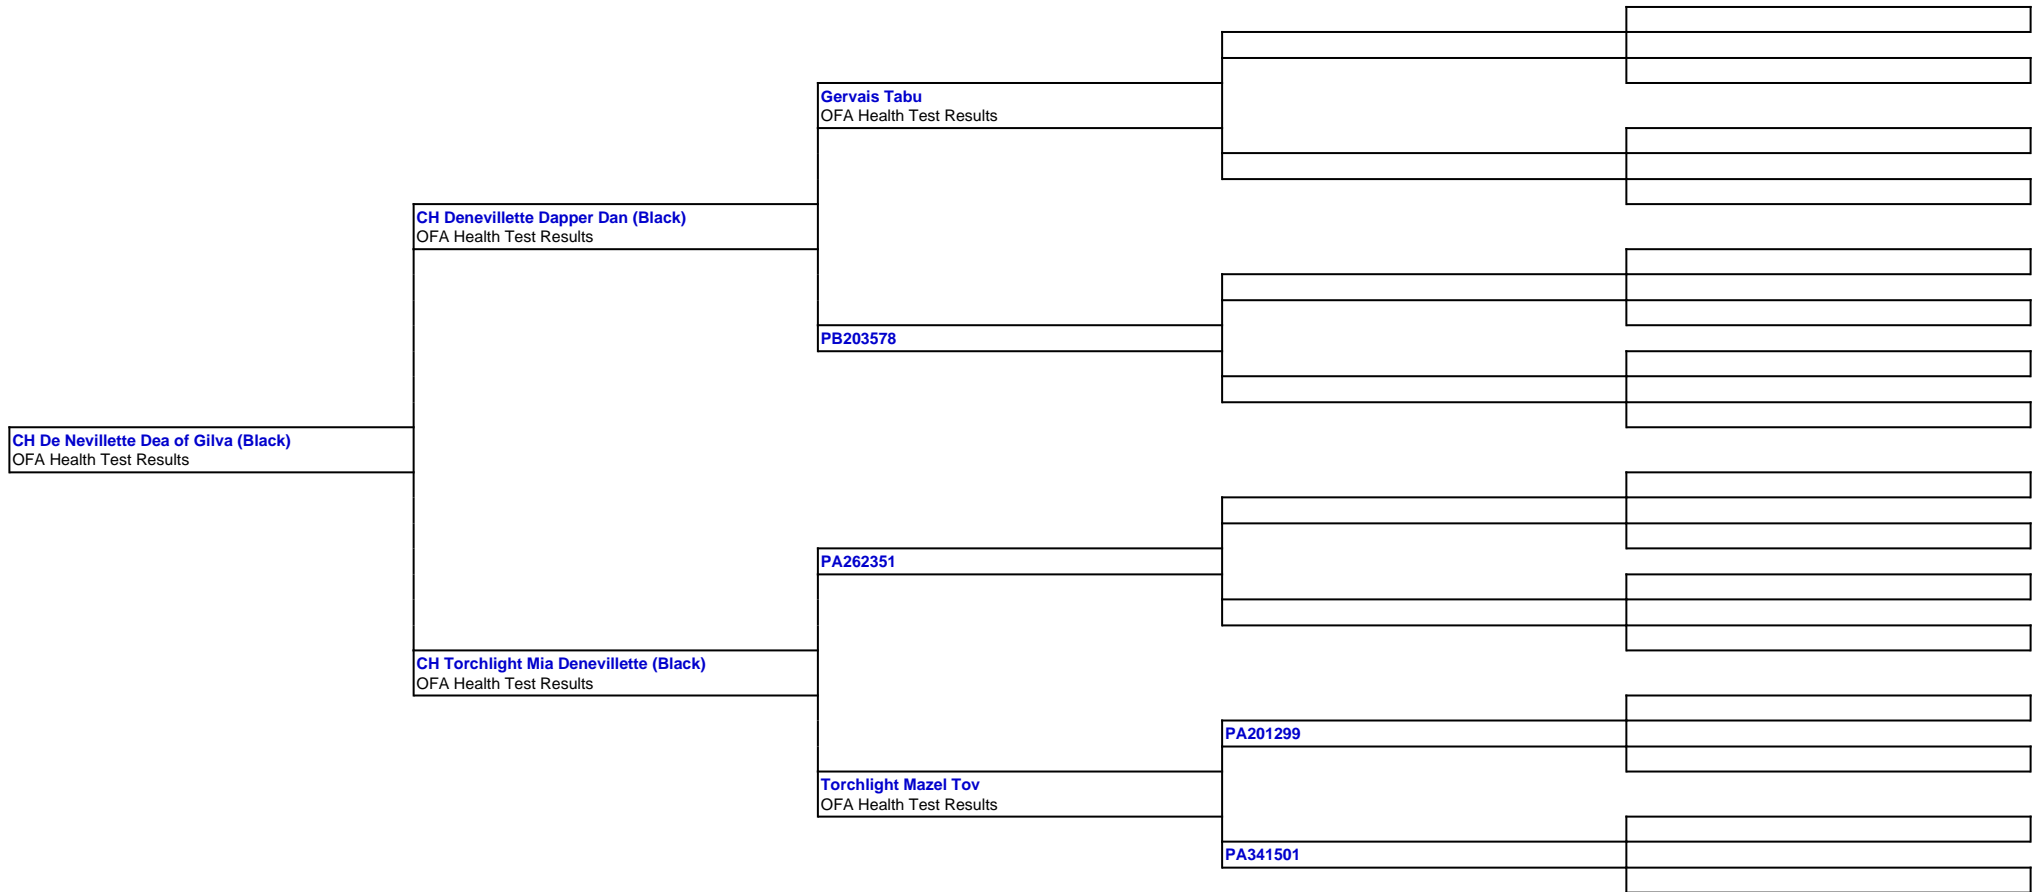 Gervais Tabu
OFA Health Test Results
CH Denevillette Dapper Dan (Black)
OFA Health Test Results
PB203578
CH De Nevillette Dea of Gilva (Black)
OFA Health Test Results
PA262351
CH Torchlight Mia Denevillette (Black)
OFA Health Test Results
PA201299
Torchlight Mazel Tov
OFA Health Test Results
PA341501